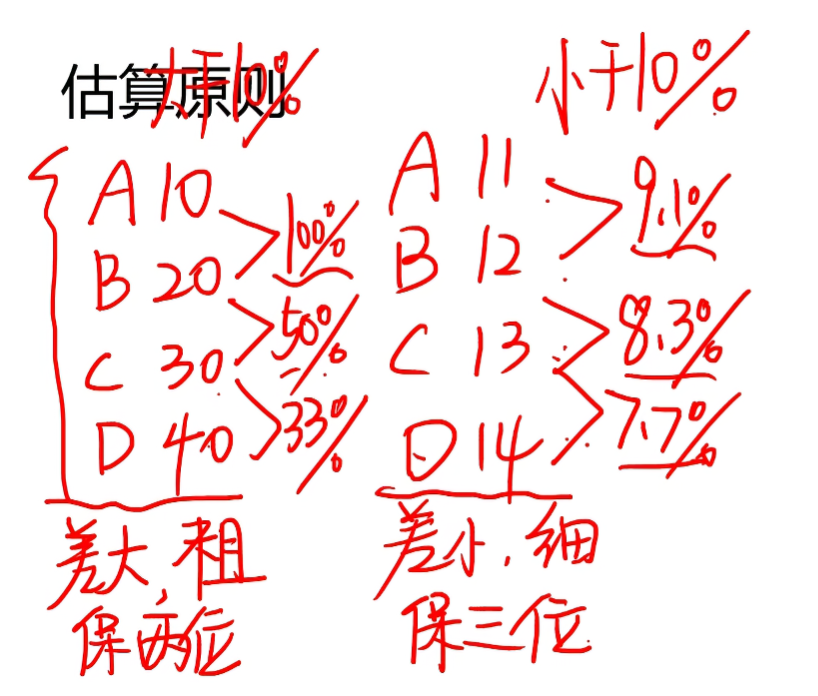 估算原则
大于10%
小于10%
A 10
B 20
C 30
D 40
100%
50%
33%
差大,粗
保两位
A 11
B 12
C 13
D 14
9.1%
8.3%
7.7%
差小,细
保三位